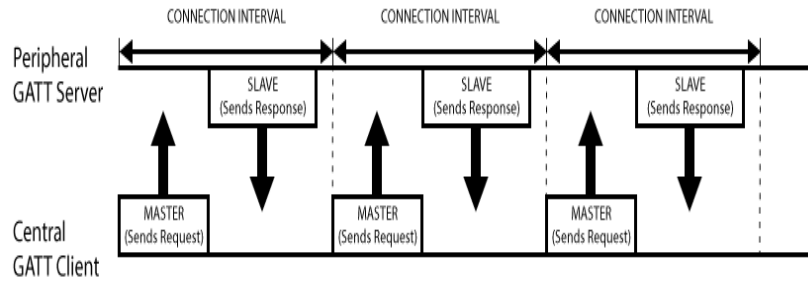 CONNECTION INTERVAL
CONNECTION INTERVAL
CONNECTION INTERVAL
Peripheral
GATT Server
SLAVE
(Sends Response)
SLAVE
(Sends Response)
SLAVE
(Sends Response)
MASTER
(Sends Request)
MASTER
(Sends Request)
MASTER
(Sends Request)
Central
GATT Client